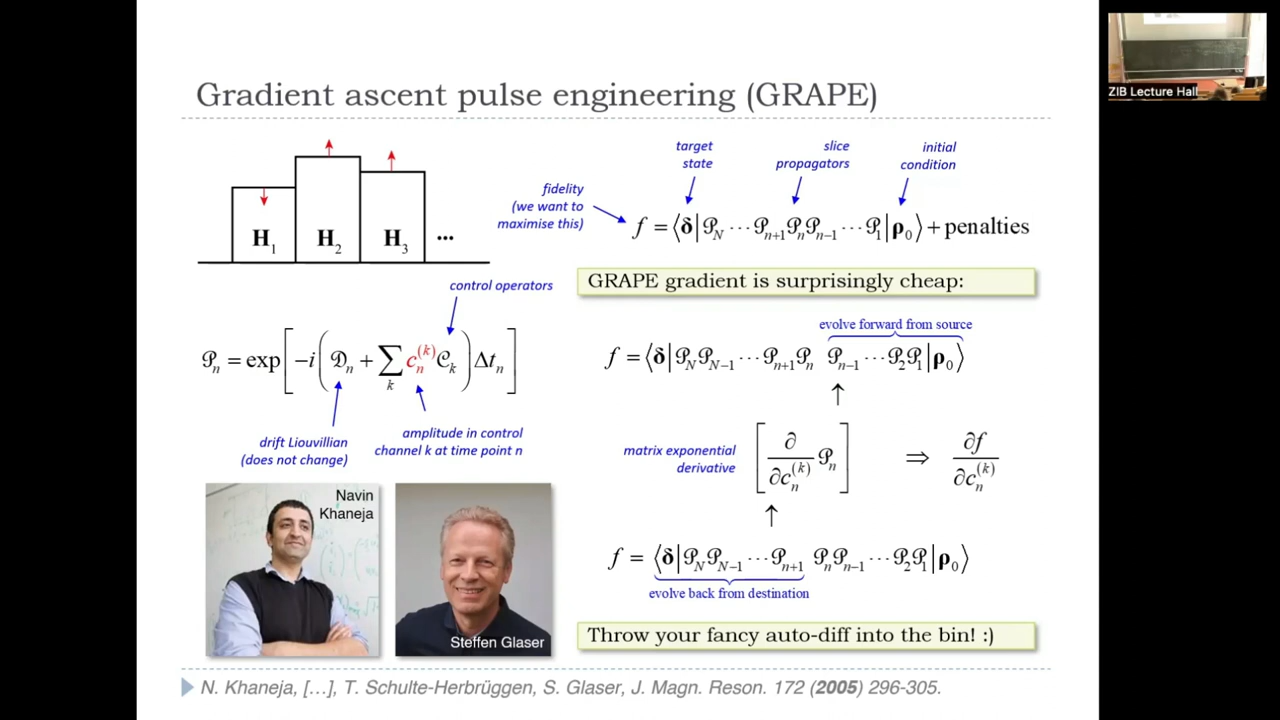 Gradient ascent pulse engineering (GRAPE)
ZIB Lecture Hall
H₁ H₂ H₃ ...
target state
slice propagators
initial condition
fidelity
(we want to
maximise this)
f = ⟨δ|𝒫_N ⋯ 𝒫_{n+1}𝒫_n𝒫_{n−1} ⋯ 𝒫_1|ρ_0⟩ + penalties
GRAPE gradient is surprisingly cheap:
control operators
𝒫_n = exp[−i(𝒟_n + ∑_k c_n^{(k)} 𝒞_k)Δt_n]
drift Liouvillian
(does not change)
amplitude in control
channel k at time point n
evolve forward from source
f = ⟨δ|𝒫_N𝒫_{N−1} ⋯ 𝒫_{n+1}𝒫_n 𝒫_{n−1} ⋯ 𝒫_2𝒫_1|ρ_0⟩
matrix exponential
derivative
[∂/∂c_n^{(k)} 𝒫_n] ⇒ ∂f/∂c_n^{(k)}
f = ⟨δ|𝒫_N𝒫_{N−1} ⋯ 𝒫_{n+1} 𝒫_n𝒫_{n−1} ⋯ 𝒫_2𝒫_1|ρ_0⟩
evolve back from destination
Navin
Khaneja
Steffen Glaser
Throw your fancy auto-diff into the bin! :)
N. Khaneja, […], T. Schulte-Herbrüggen, S. Glaser, J. Magn. Reson. 172 (2005) 296-305.